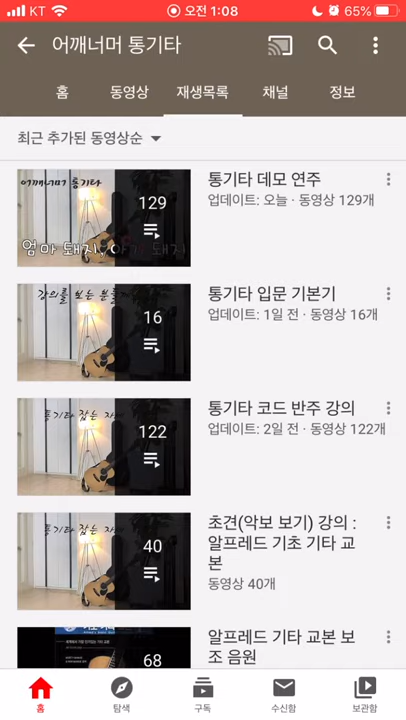 KT 오전 1:08 65%
어깨너머 통기타
홈 동영상 재생목록 채널 정보
최근 추가된 동영상순
어깨너머 통기타
129
엄마 돼지
통기타 데모 연주
업데이트: 오늘 · 동영상 129개
강의를 보는 분들
16
통기타 입문 기본기
업데이트: 1일 전 · 동영상 16개
통기타 잡는 자
122
통기타 코드 반주 강의
업데이트: 2일 전 · 동영상 122개
통기타 잡는 자
40
초견(악보 보기) 강의 :
알프레드 기초 기타 교
본
동영상 40개
68
알프레드 기타 교본 보
조 음원
홈 탐색 구독 수신함 보관함